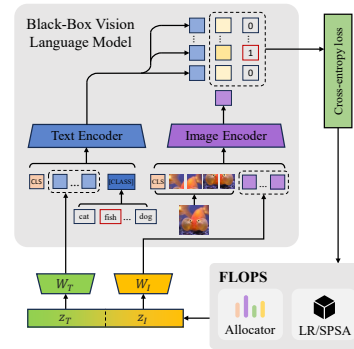 Black-Box Vision
Language Model
0
1
0
Cross-entropy loss
Text Encoder
Image Encoder
CLS
... 
[CLASS]
CLS
...
cat
fish
...
dog
W_T
W_I
z_T
z_I
FLOPS
Allocator
LR/SPSA